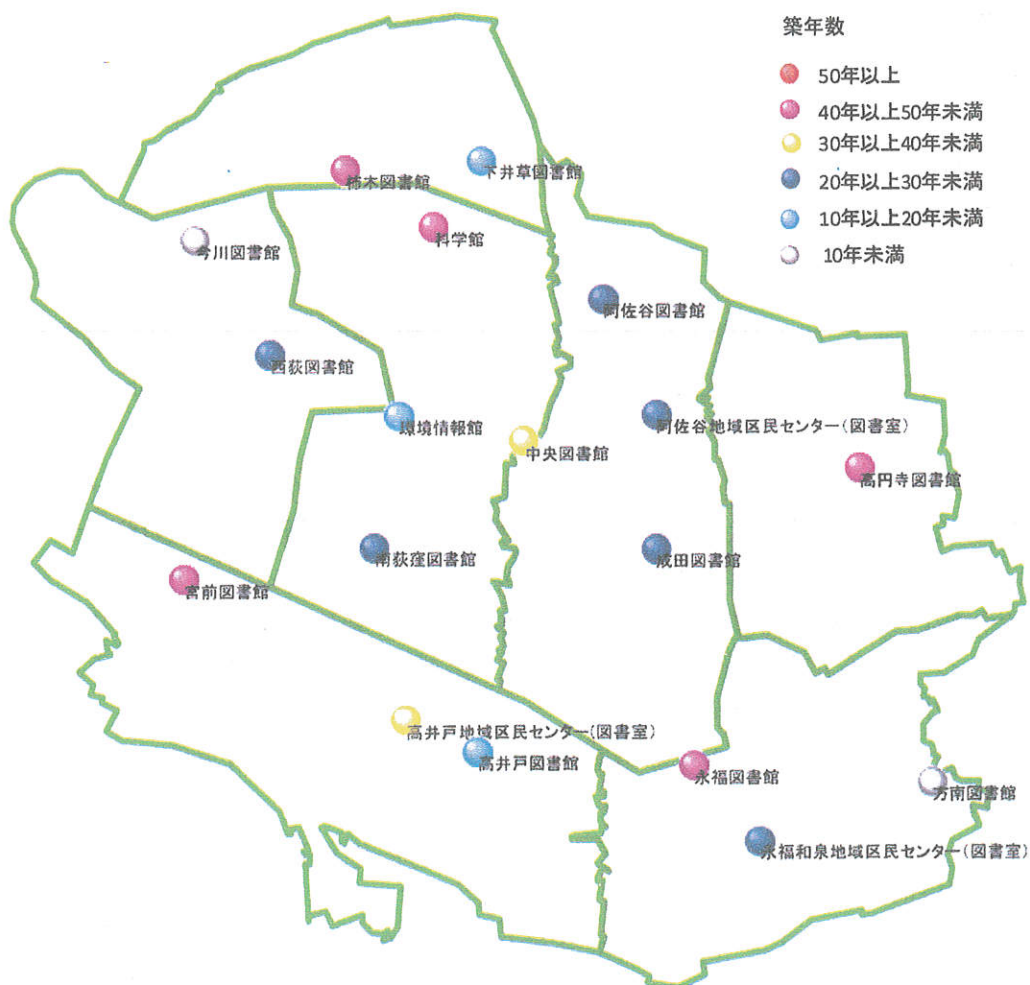 築年数
50年以上
40年以上50年未満
30年以上40年未満
20年以上30年未満
10年以上20年未満
10年未満
下井草図書館
柿木図書館
科学館
今川図書館
阿佐谷図書館
西荻図書館
環境情報館
阿佐谷地域区民センター(図書室)
中央図書館
高円寺図書館
南荻窪図書館
成田図書館
宮前図書館
高井戸地域区民センター(図書室)
高井戸図書館
永福図書館
方南図書館
永福和泉地域区民センター(図書室)